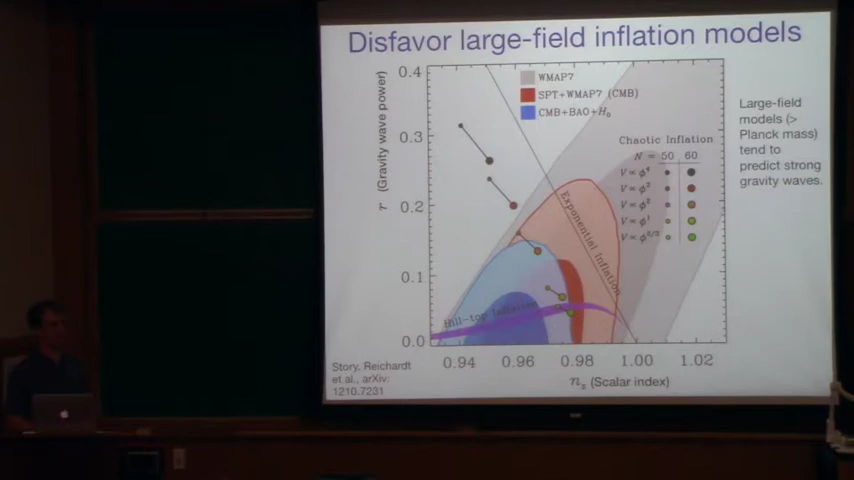 Disfavor large-field inflation models
r (Gravity wave power)
0.4
0.3
0.2
0.1
0.0
WMAP7
SPT+WMAP7 (CMB)
CMB+BAO+H₀
Chaotic Inflation
N = 50 60
V ∝ ϕ⁴
V ∝ ϕ³
V ∝ ϕ²
V ∝ ϕ¹
V ∝ ϕ²ᐟ³
Exponential Inflation
Hill-top Inflation
0.94 0.96 0.98 1.00 1.02
nₛ (Scalar index)
Large-field
models (>
Planck mass)
tend to
predict strong
gravity waves.
Story, Reichardt
et al., arXiv:
1210.7231